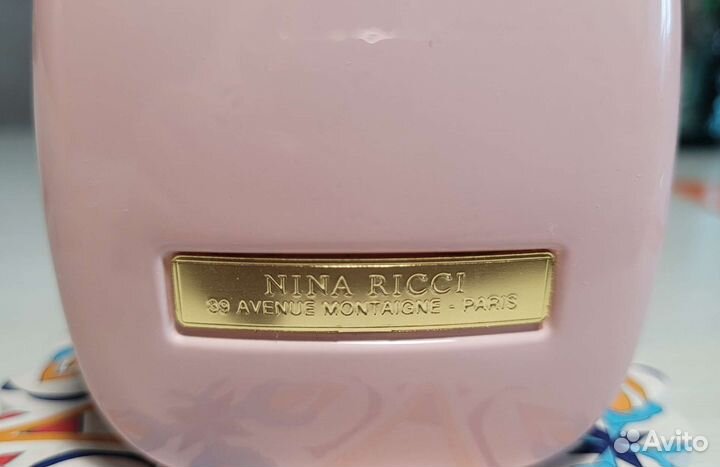 NINA RICCI
39 AVENUE MONTAIGNE - PARIS
Avito